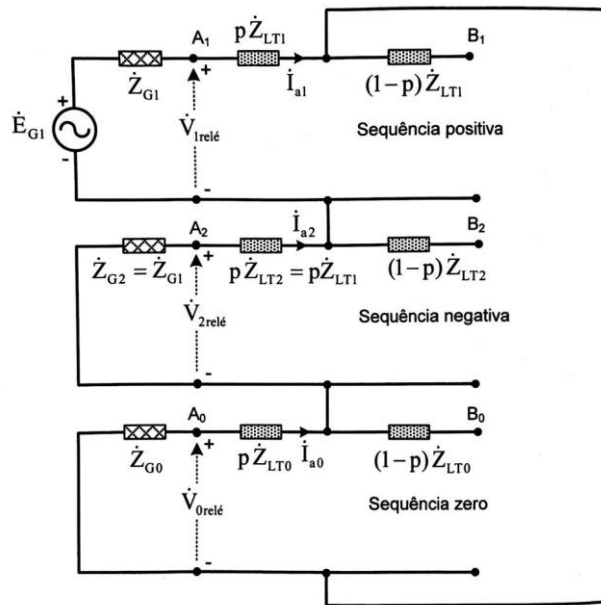 A₁
pŻ_LT1
B₁
Ż_G1
+
İ_a1
(1-p)Ż_LT1
+
Ė_G1
-
V̇_1relé
Sequência positiva
-
A₂
İ_a2
B₂
+
Ż_G2 = Ż_G1
pŻ_LT2 = pŻ_LT1
(1-p)Ż_LT2
V̇_2relé
Sequência negativa
-
A₀
B₀
+
Ż_G0
pŻ_LT0
İ_a0
(1-p)Ż_LT0
V̇_0relé
Sequência zero
-